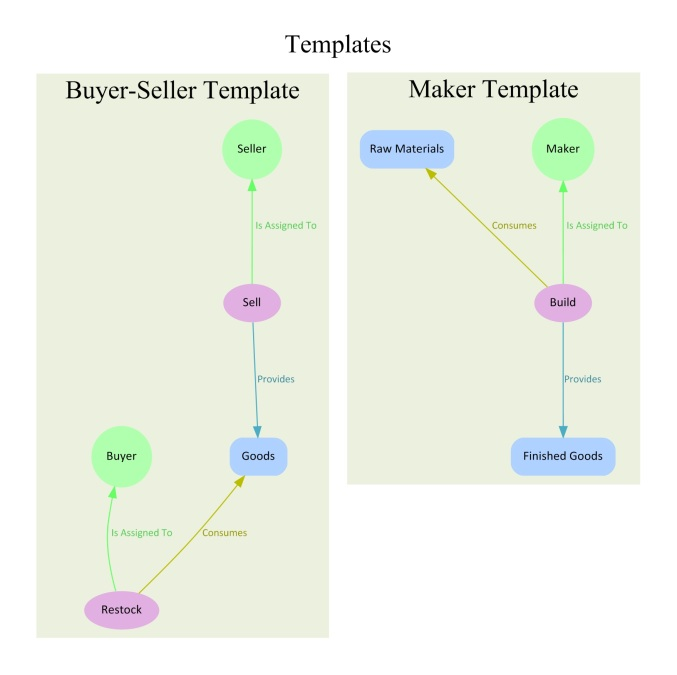 Templates
Buyer-Seller Template
Seller
Is Assigned To
Sell
Provides
Buyer
Goods
Is Assigned To
Consumes
Restock
Maker Template
Raw Materials
Maker
Consumes
Is Assigned To
Build
Provides
Finished Goods